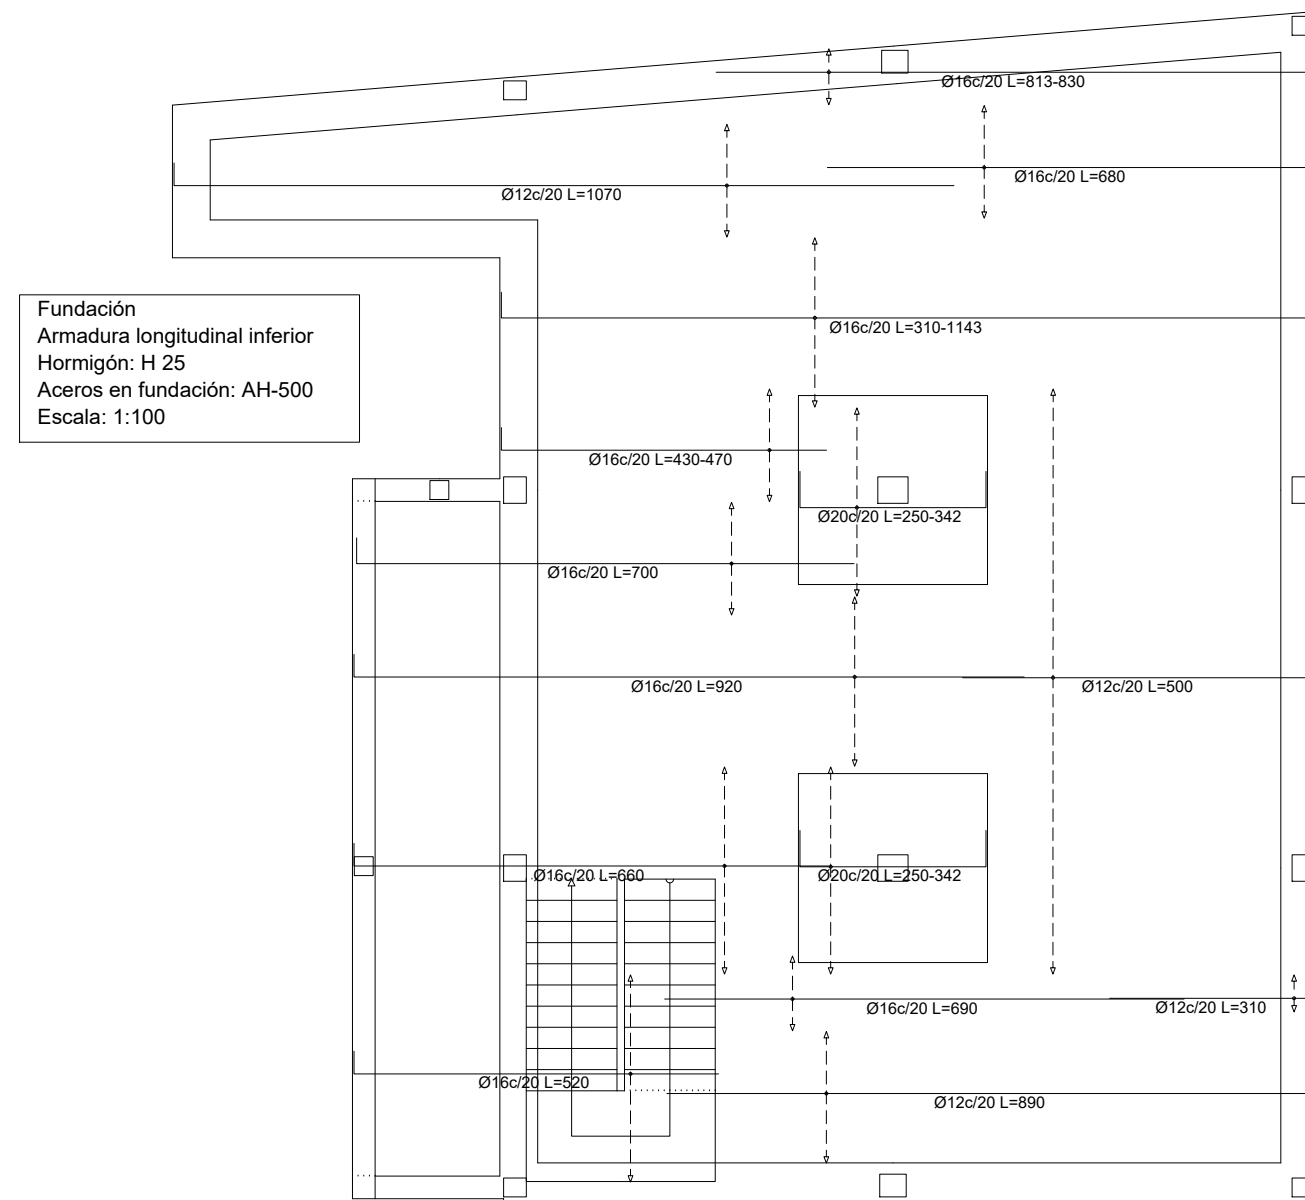 Ø16c/20 L=813-830
Ø16c/20 L=680
Ø12c/20 L=1070
Fundación
Armadura longitudinal inferior
Hormigón: H 25
Aceros en fundación: AH-500
Escala: 1:100
Ø16c/20 L=310-1143
Ø16c/20 L=430-470
Ø20c/20 L=250-342
Ø16c/20 L=700
Ø16c/20 L=920
Ø12c/20 L=500
Ø16c/20 L=660
Ø20c/20 L=250-342
Ø16c/20 L=690
Ø12c/20 L=310
Ø16c/20 L=520
Ø12c/20 L=890